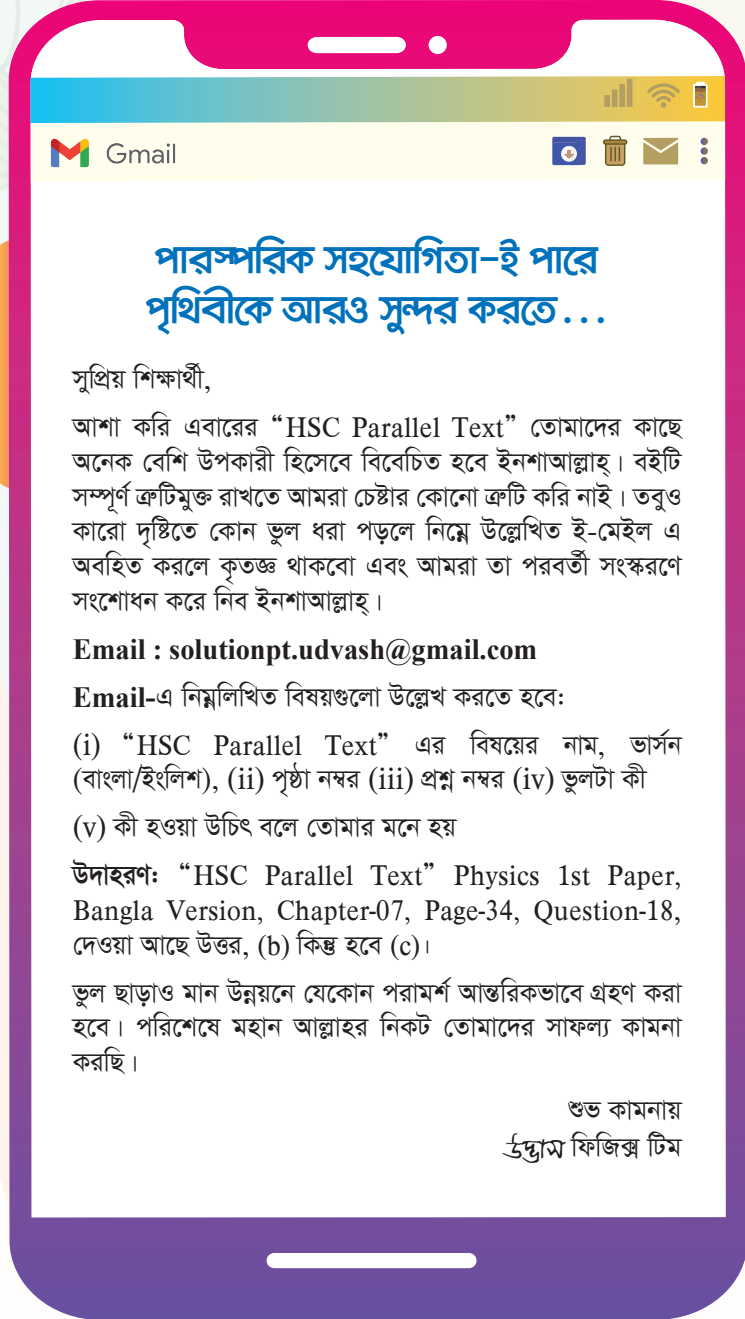 Gmail
পারস্পরিক সহযোগিতা-ই পারে
পৃথিবীকে আরও সুন্দর করতে...
সুপ্রিয় শিক্ষার্থী,
আশা করি এবারের “HSC Parallel Text” তোমাদের কাছে
অনেক বেশি উপকারী হিসেবে বিবেচিত হবে ইনশাআল্লাহ্। বইটি
সম্পূর্ণ ত্রুটিমুক্ত রাখতে আমরা চেষ্টার কোনো ত্রুটি করি নাই। তবুও
কারো দৃষ্টিতে কোন ভুল ধরা পড়লে নিম্নে উল্লেখিত ই-মেইল এ
অবহিত করলে কৃতজ্ঞ থাকবো এবং আমরা তা পরবর্তী সংস্করণে
সংশোধন করে নিব ইনশাআল্লাহ্।
Email : solutionpt.udvash@gmail.com
Email-এ নিম্নলিখিত বিষয়গুলো উল্লেখ করতে হবে:
(i) “HSC Parallel Text” এর বিষয়ের নাম, ভার্সন
(বাংলা/ইংলিশ), (ii) পৃষ্ঠা নম্বর (iii) প্রশ্ন নম্বর (iv) ভুলটা কী
(v) কী হওয়া উচিৎ বলে তোমার মনে হয়
উদাহরণ: “HSC Parallel Text” Physics 1st Paper,
Bangla Version, Chapter-07, Page-34, Question-18,
দেওয়া আছে উত্তর, (b) কিন্তু হবে (c)।
ভুল ছাড়াও মান উন্নয়নে যেকোন পরামর্শ আন্তরিকভাবে গ্রহণ করা
হবে। পরিশেষে মহান আল্লাহর নিকট তোমাদের সাফল্য কামনা
করছি।
শুভ কামনায়
উদ্ভাস ফিজিক্স টিম